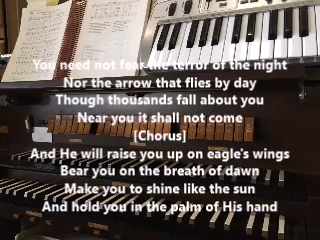 You need not fear the terror of the night
Nor the arrow that flies by day
Though thousands fall about you
Near you it shall not come
[Chorus]
And He will raise you up on eagle's wings
Bear you on the breath of dawn
Make you to shine like the sun
And hold you in the palm of His hand